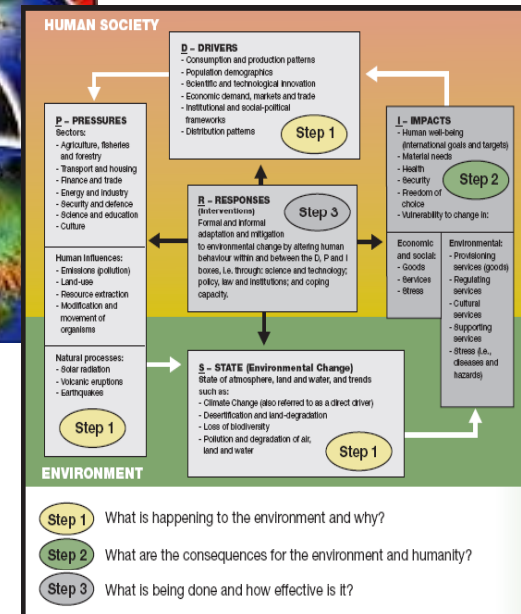 HUMAN SOCIETY
D – DRIVERS
- Consumption and production patterns
- Population demographics
- Scientific and technological innovation
- Economic demand, markets and trade
- Institutional and social-political
frameworks
- Distribution patterns
Step 1
P – PRESSURES
Sectors:
- Agriculture, fisheries
and forestry
- Transport and housing
- Finance and trade
- Energy and industry
- Security and defence
- Science and education
- Culture
Human influences:
- Emissions (pollution)
- Land-use
- Resource extraction
- Modification and
movement of
organisms
Natural processes:
- Solar radiation
- Volcanic eruptions
- Earthquakes
Step 1
R – RESPONSES
(Interventions)
Formal and informal
adaptation and mitigation
to environmental change by altering human
behaviour within and between the D, P and I
boxes, i.e. through: science and technology;
policy, law and institutions; and coping
capacity.
Step 3
I – IMPACTS
- Human well-being
(international goals and targets)
- Material needs
- Health
- Security
- Freedom of
choice
- Vulnerability to change in:
Step 2
Economic
and social:
- Goods
- Services
- Stress
Environmental:
- Provisioning
services (goods)
- Regulating
services
- Cultural
services
- Supporting
services
- Stress (i.e.,
diseases and
hazards)
S – STATE (Environmental Change)
State of atmosphere, land and water, and trends
such as:
- Climate Change (also referred to as a direct driver)
- Desertification and land-degradation
- Loss of biodiversity
- Pollution and degradation of air,
land and water
Step 1
ENVIRONMENT
Step 1 What is happening to the environment and why?
Step 2 What are the consequences for the environment and humanity?
Step 3 What is being done and how effective is it?